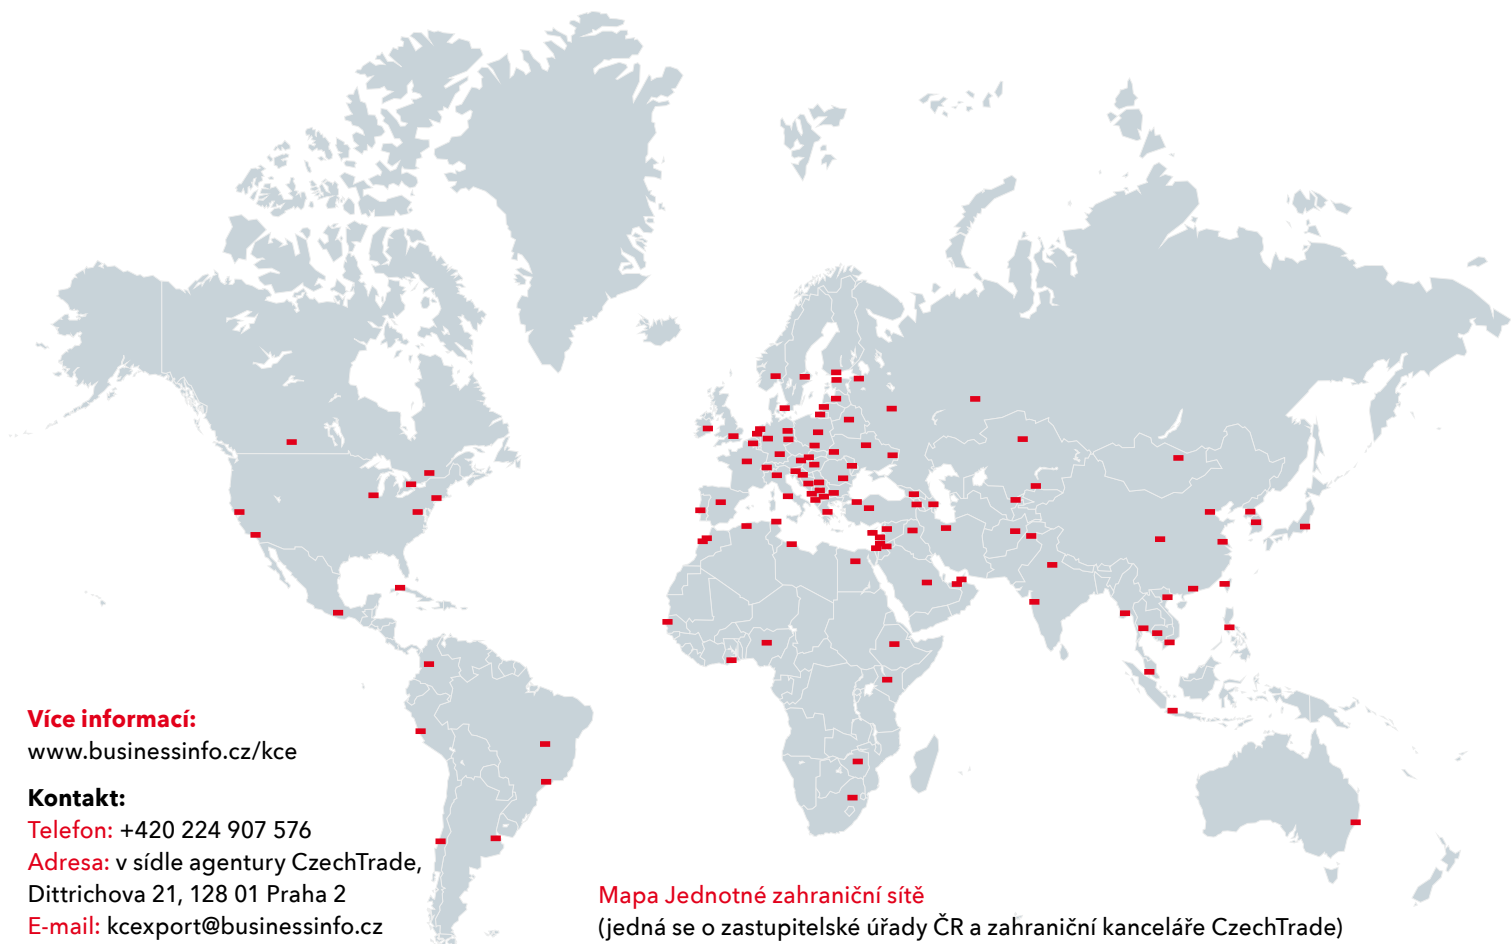 Více informací:
www.businessinfo.cz/kce
Kontakt:
Telefon: +420 224 907 576
Adresa: v sídle agentury CzechTrade,
Dittrichova 21, 128 01 Praha 2
E-mail: kcexport@businessinfo.cz
Mapa Jednotné zahraniční sítě
(jedná se o zastupitelské úřady ČR a zahraniční kanceláře CzechTrade)